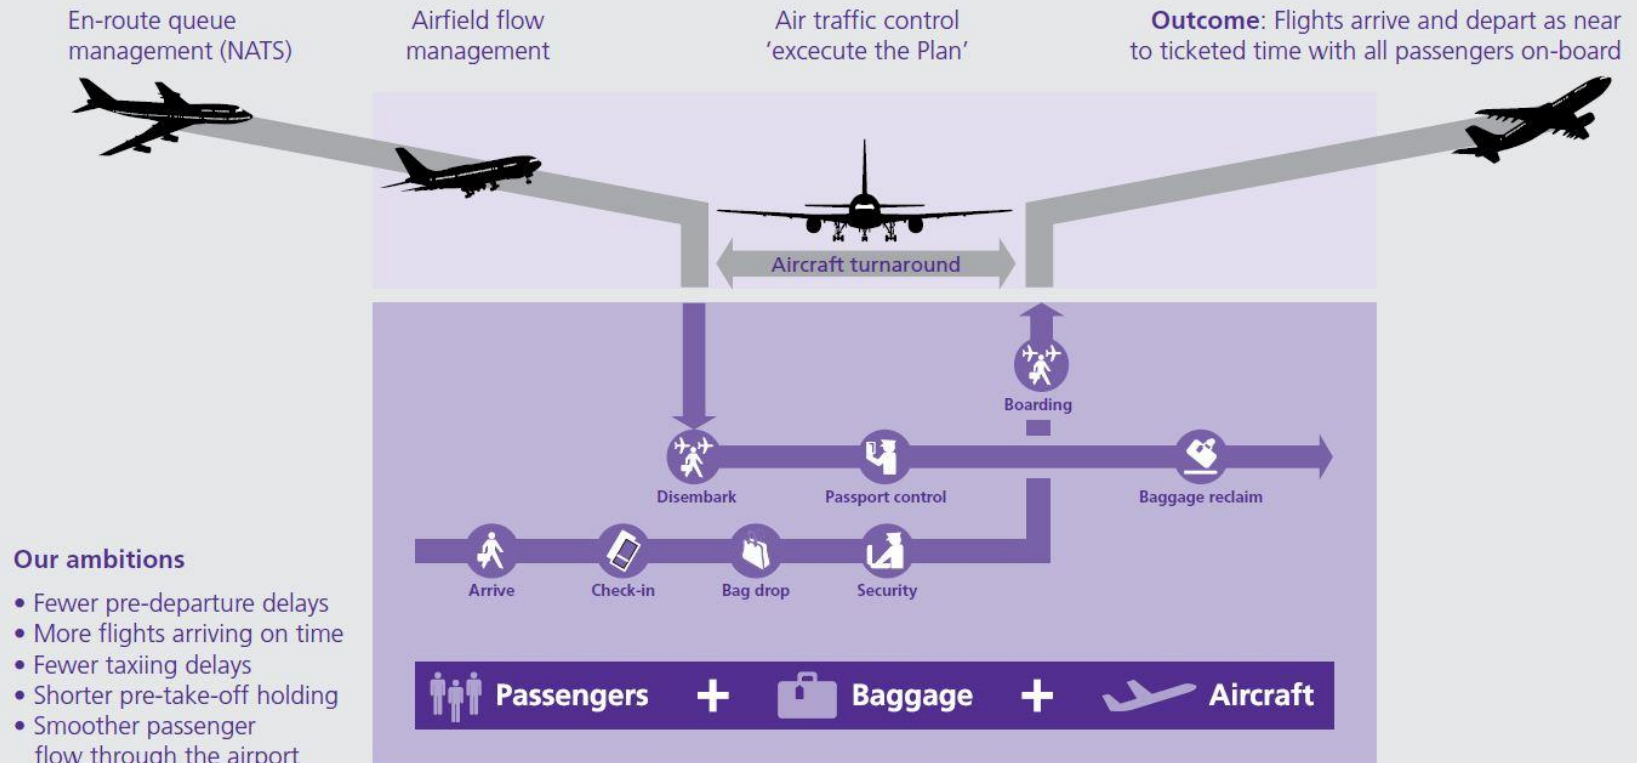 En-route queue
management (NATS)
Airfield flow
management
Air traffic control
'excecute the Plan'
Outcome: Flights arrive and depart as near
to ticketed time with all passengers on-board
Aircraft turnaround
Boarding
Disembark
Passport control
Baggage reclaim
Arrive
Check-in
Bag drop
Security
Our ambitions
• Fewer pre-departure delays
• More flights arriving on time
• Fewer taxiing delays
• Shorter pre-take-off holding
• Smoother passenger
flow through the airport
Passengers + Baggage + Aircraft